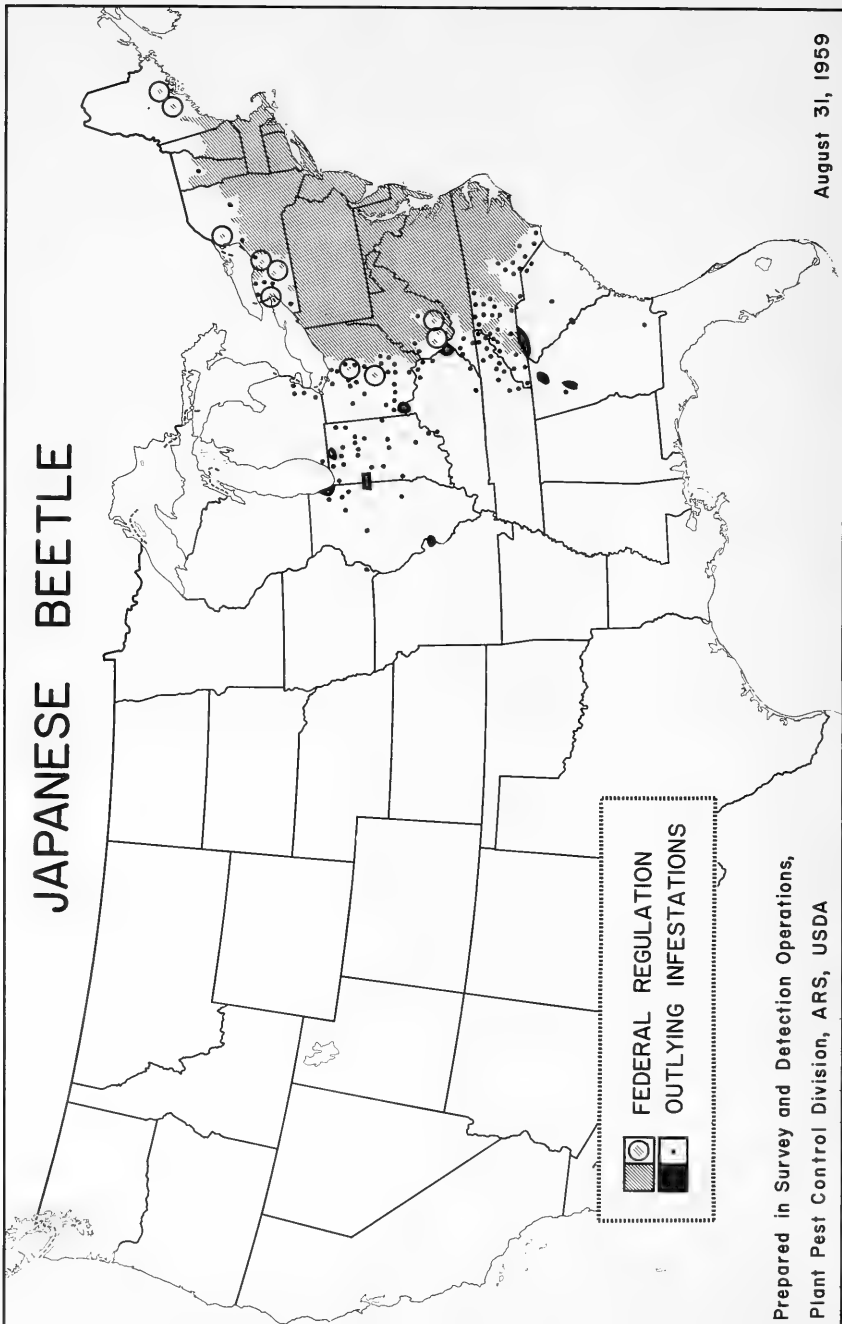 JAPANESE BEETLE
FEDERAL REGULATION
OUTLYING INFESTATIONS
Prepared in Survey and Detection Operations,
Plant Pest Control Division, ARS, USDA
August 31, 1959